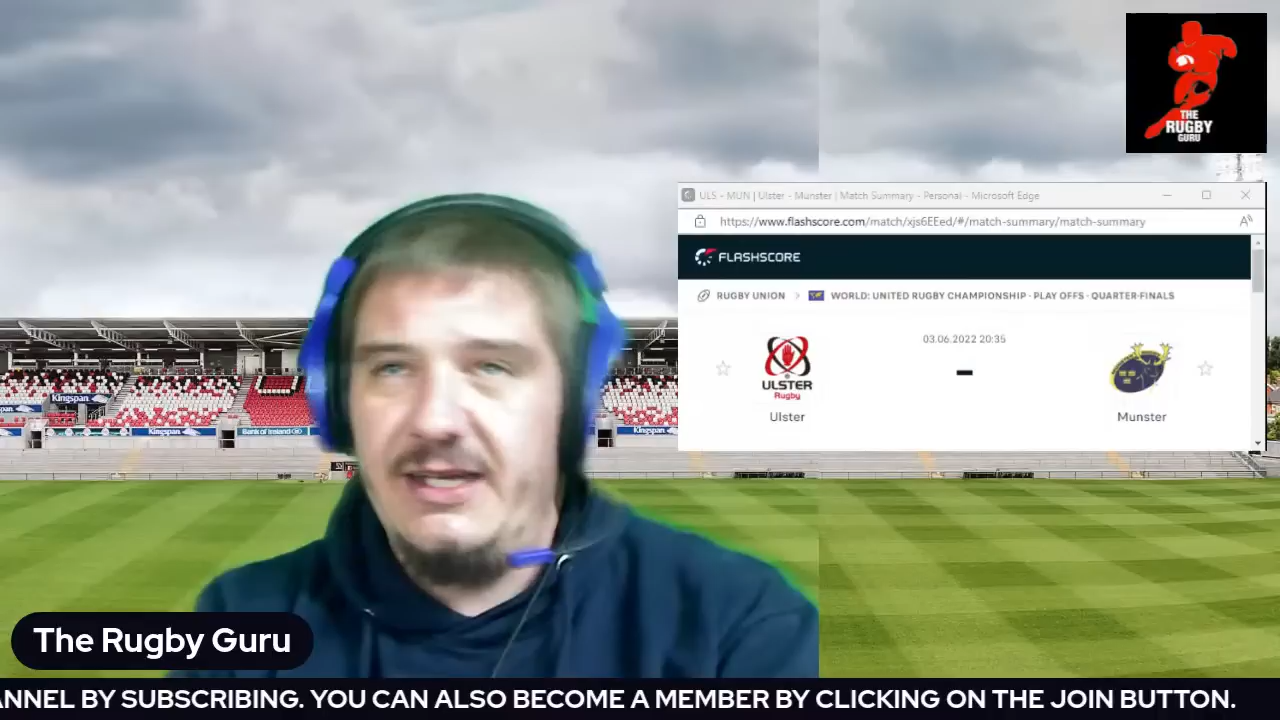 THE
RUGBY
GURU
ULS - MUN | Ulster - Munster | Match Summary - Personal - Microsoft Edge
https://www.flashscore.com/match/xjs6EEed/#/match-summary/match-summary
FLASHSCORE
RUGBY UNION > WORLD: UNITED RUGBY CHAMPIONSHIP - PLAY OFFS - QUARTER-FINALS
03.06.2022 20:35
-
ULSTER
Rugby
Ulster
Munster
Kingspan
Kingspan
Bank of Ireland
Kingspan
The Rugby Guru
ANNEL BY SUBSCRIBING. YOU CAN ALSO BECOME A MEMBER BY CLICKING ON THE JOIN BUTTON.